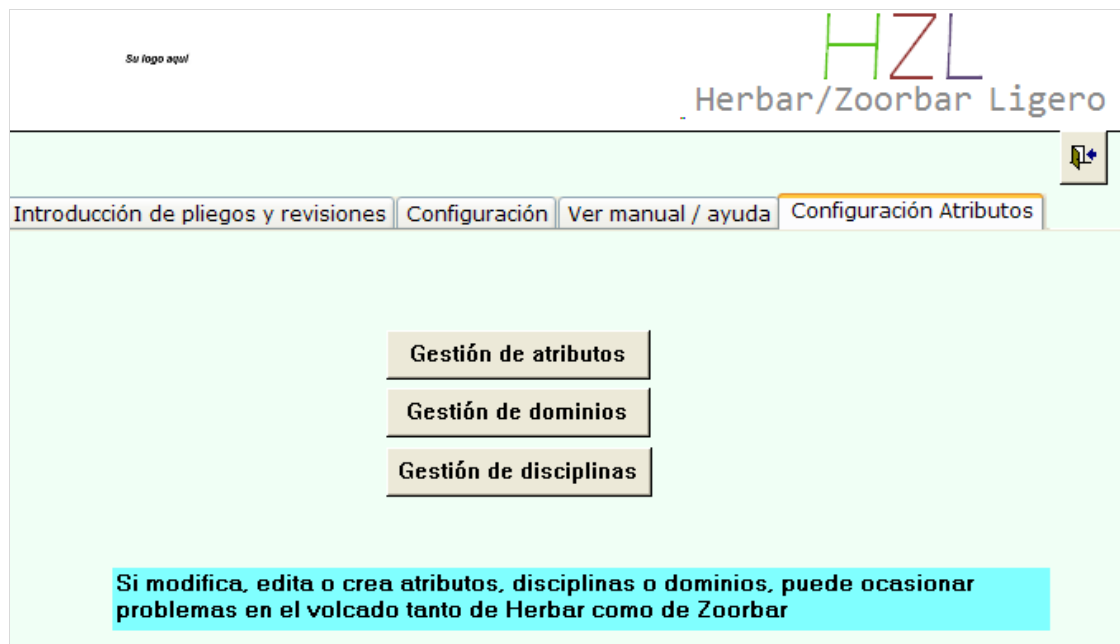 Su logo aquí
HZL
Herbar/Zoorbar Ligero
Introducción de pliegos y revisiones
Configuración
Ver manual / ayuda
Configuración Atributos
Gestión de atributos
Gestión de dominios
Gestión de disciplinas
Si modifica, edita o crea atributos, disciplinas o dominios, puede ocasionar
problemas en el volcado tanto de Herbar como de Zoorbar